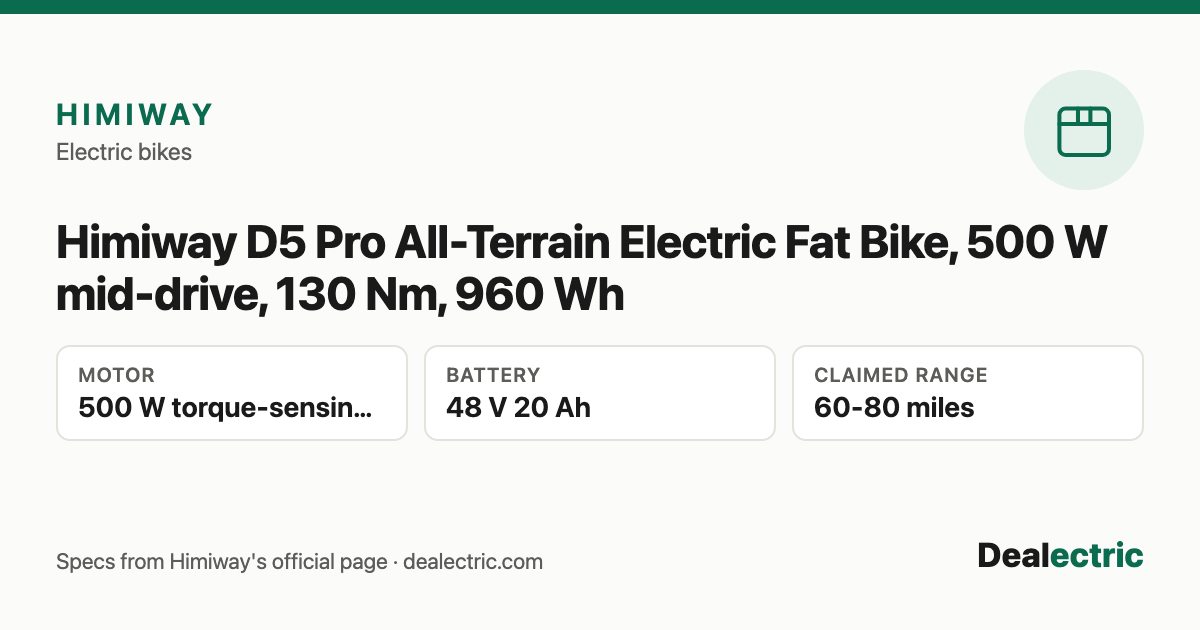 HIMIWAY
Electric bikes
Himiway D5 Pro All-Terrain Electric Fat Bike, 500 W
mid-drive, 130 Nm, 960 Wh
MOTOR
500 W torque-sensin...
BATTERY
48 V 20 Ah
CLAIMED RANGE
60-80 miles
Specs from Himiway's official page · dealectric.com
Dealectric